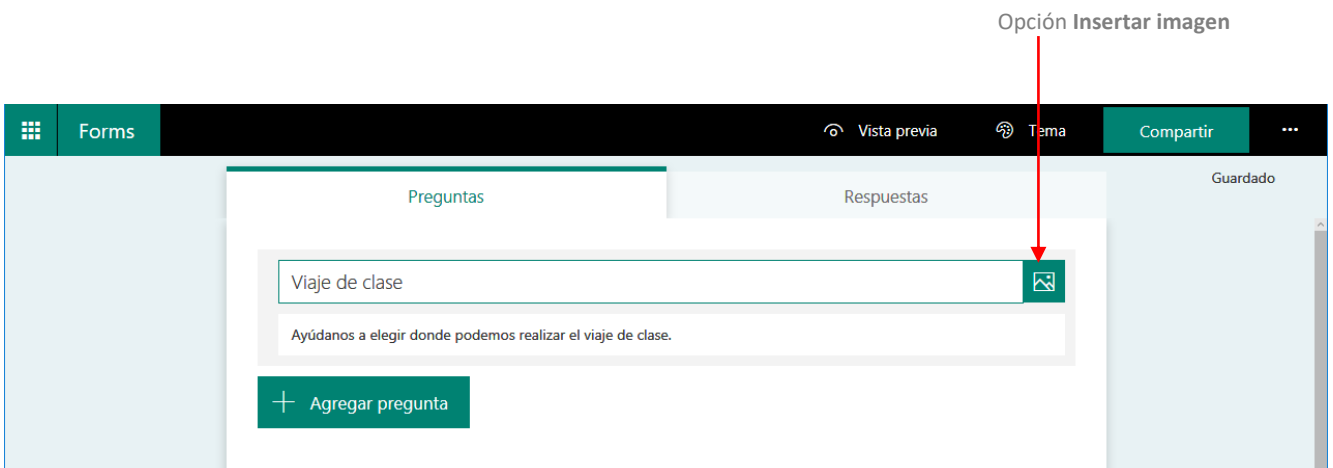 Opción Insertar imagen
Forms
Vista previa
Tema
Compartir
Guardado
Preguntas
Respuestas
Viaje de clase
Ayúdanos a elegir donde podemos realizar el viaje de clase.
Agregar pregunta